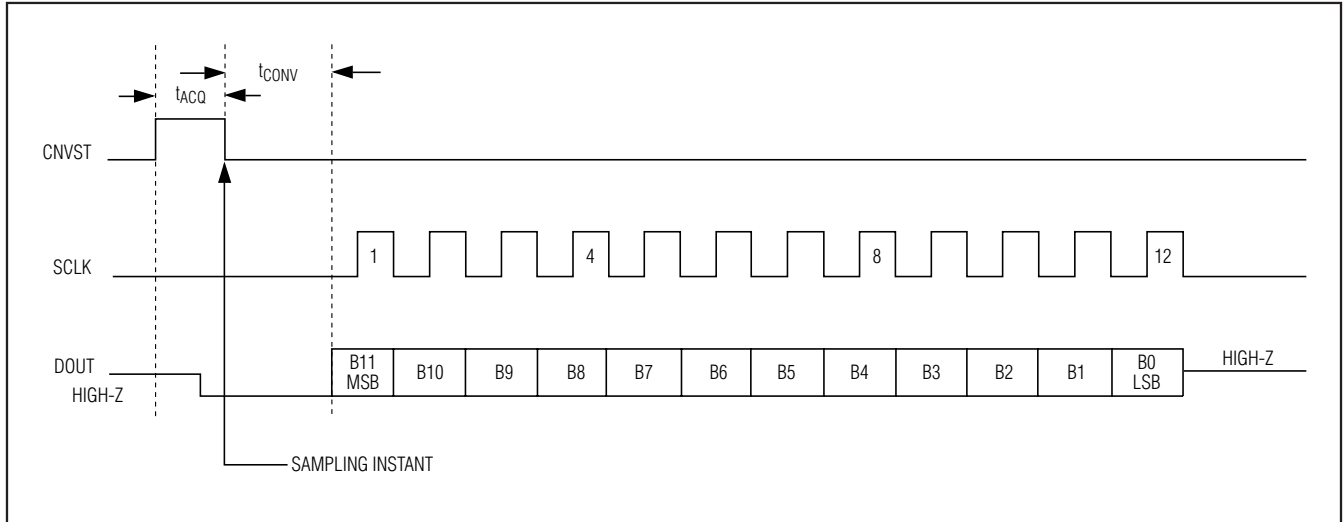 tCONV
tACQ
CNVST
SCLK
1
4
8
12
DOUT
HIGH-Z
B11
MSB
B10
B9
B8
B7
B6
B5
B4
B3
B2
B1
B0
LSB
HIGH-Z
SAMPLING INSTANT